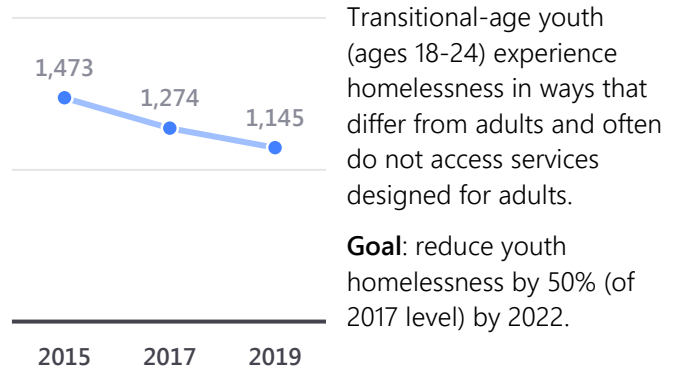 1,473
1,274
1,145
2015 2017 2019
Transitional-age youth
(ages 18-24) experience
homelessness in ways that
differ from adults and often
do not access services
designed for adults.
Goal: reduce youth
homelessness by 50% (of
2017 level) by 2022.